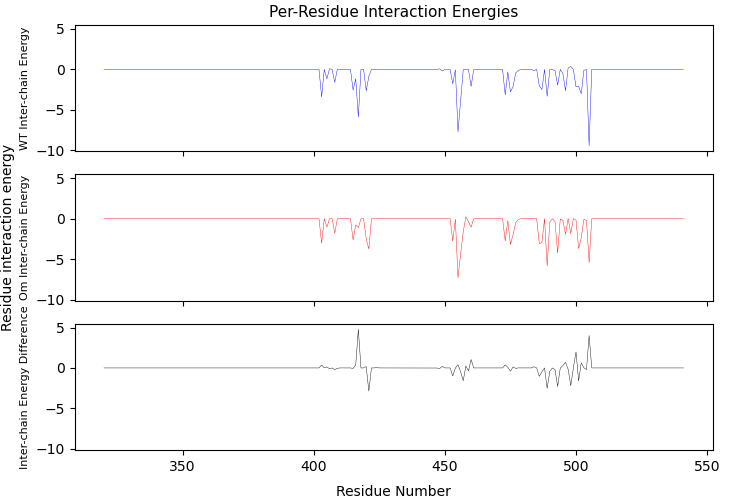 Per-Residue Interaction Energies
Residue interaction energy
WT Inter-chain Energy
5
0
−5
−10
Om Inter-chain Energy
5
0
−5
−10
Inter-chain Energy Difference
5
0
−5
−10
350 400 450 500 550
Residue Number